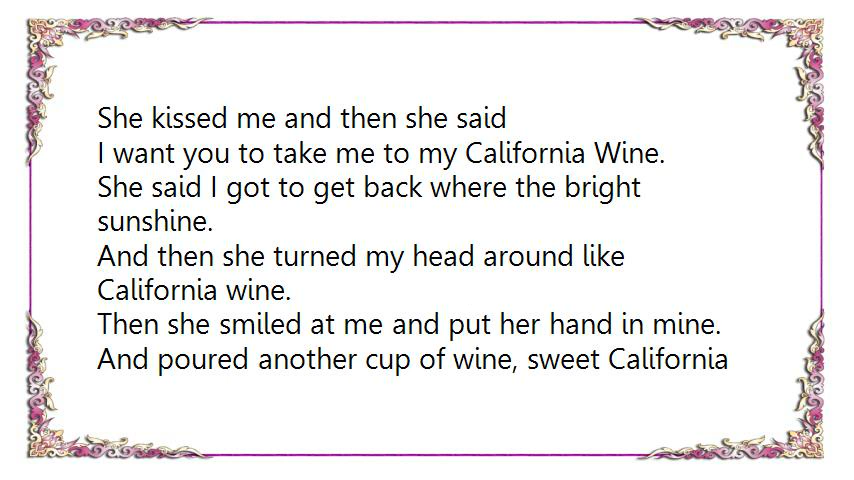 She kissed me and then she said
I want you to take me to my California Wine.
She said I got to get back where the bright
sunshine.
And then she turned my head around like
California wine.
Then she smiled at me and put her hand in mine.
And poured another cup of wine, sweet California